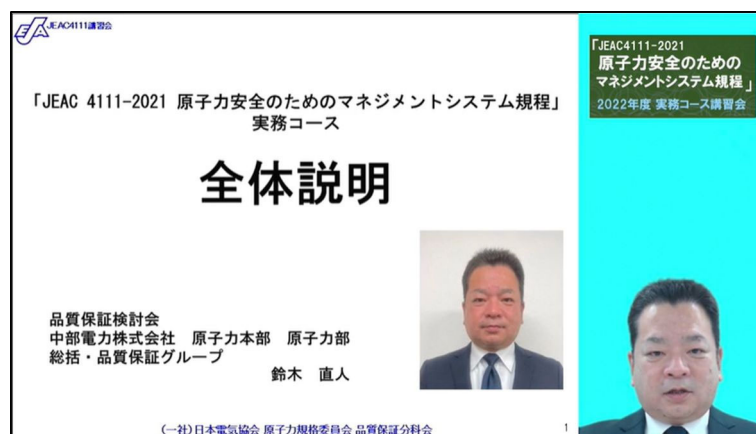 JEAC4111講習会
「JEAC 4111-2021 原子力安全のためのマネジメントシステム規程」
実務コース
全体説明
品質保証検討会
中部電力株式会社 原子力本部 原子力部
総括・品質保証グループ
鈴木 直人
(一社)日本電気協会 原子力規格委員会 品質保証分科会
1
「JEAC4111-2021
原子力安全のための
マネジメントシステム規程」
2022年度 実務コース講習会